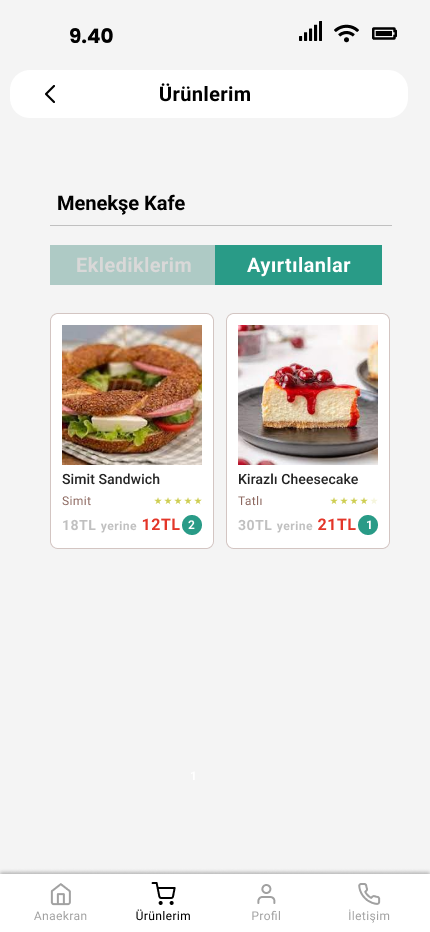 9.40
Ürünlerim
Menekşe Kafe
Eklediklerim Ayırtılanlar
Simit Sandwich
Simit
18TL yerine 12TL 2
Kirazlı Cheesecake
Tatlı
30TL yerine 21TL 1
1
Anaekran Ürünlerim Profil İletişim